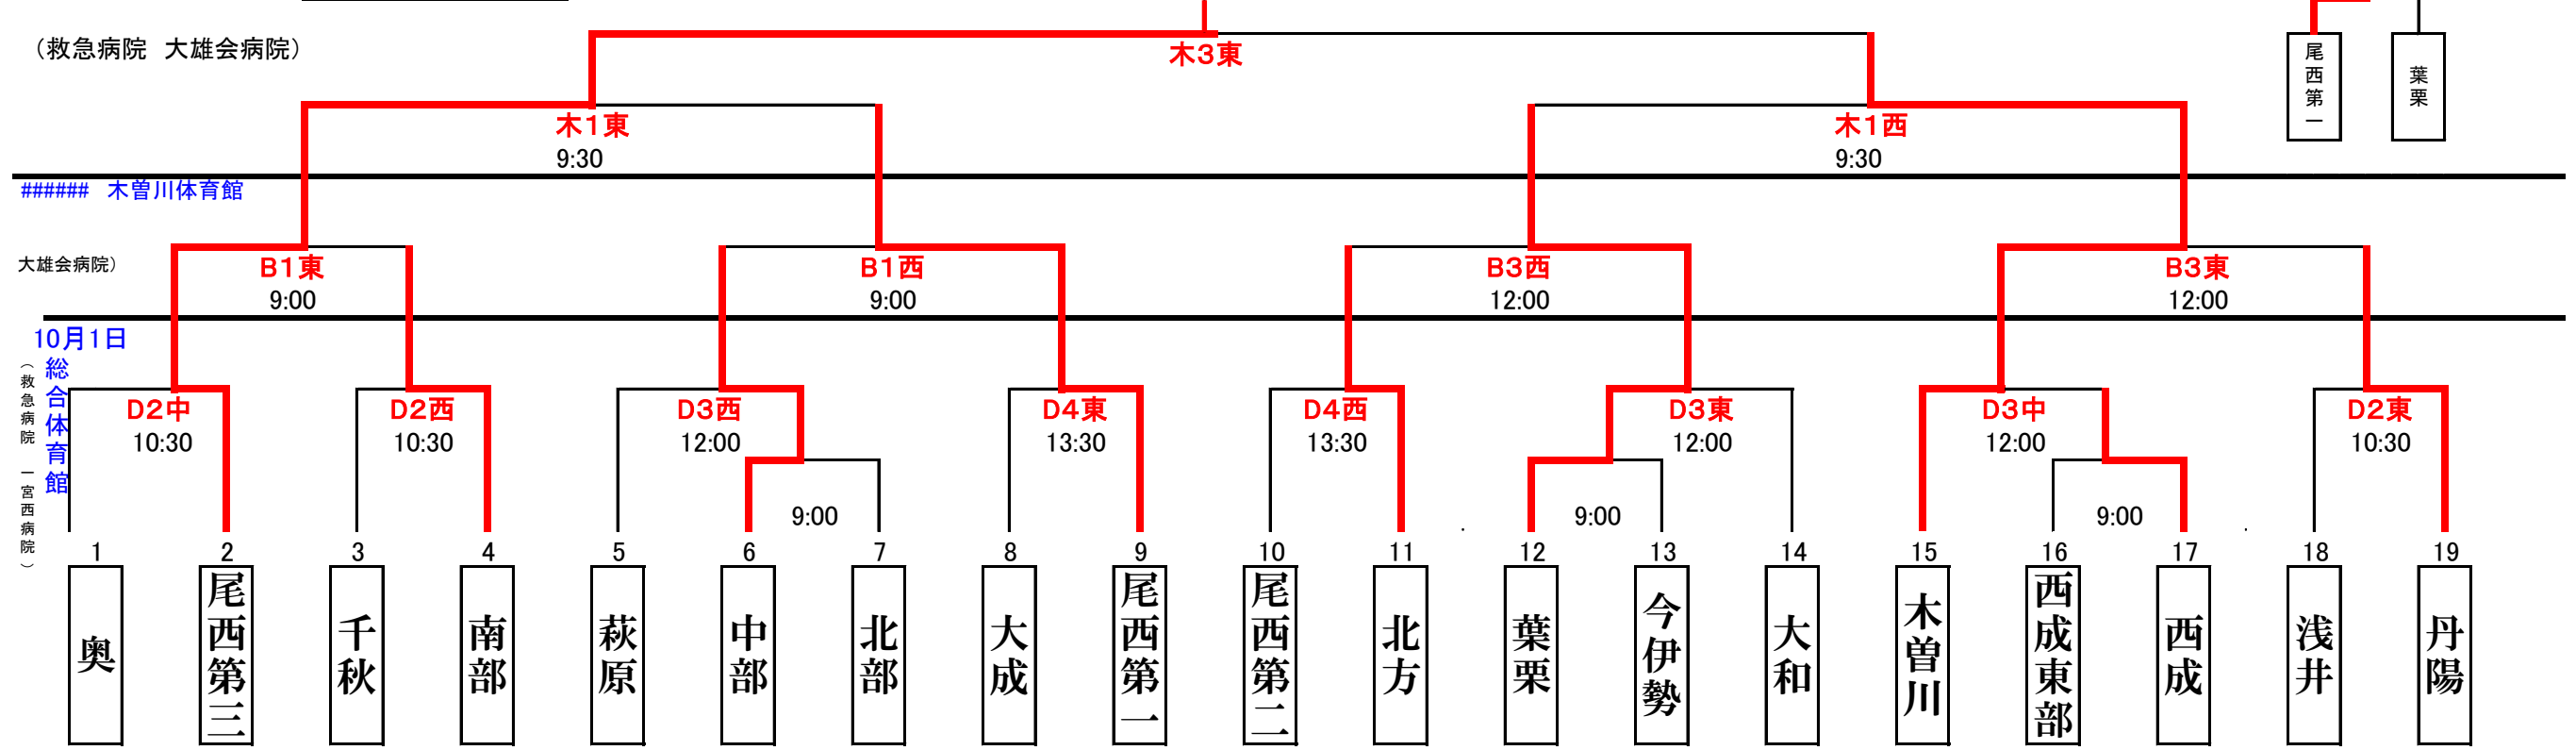 （救急病院　大雄会病院）
木３東
尾西第一
葉栗
木１東
木１西
9:30
9:30
######　木曽川体育館
大雄会病院）
B１東
B１西
B３西
B３東
9:00
9:00
12:00
12:00
10月1日
総合体育館
（救急病院　一宮西病院）
D２中
D２西
D３西
D４東
D４西
D３東
D３中
D２東
10:30
10:30
12:00
13:30
13:30
12:00
12:00
10:30
9:00
9:00
9:00
1 2 3 4 5 6 7 8 9 10 11 12 13 14 15 16 17 18 19
奥
尾西第三
千秋
南部
萩原
中部
北部
大成
尾西第一
尾西第二
北方
葉栗
今伊勢
大和
木曽川
西成東部
西成
浅井
丹陽